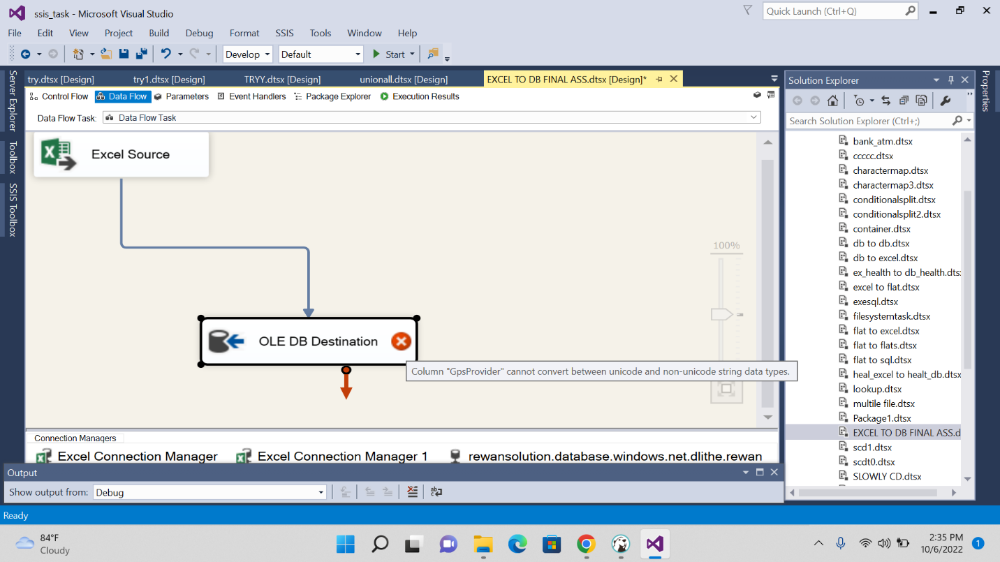 ssis_task - Microsoft Visual Studio
Quick Launch (Ctrl+Q)
File Edit View Project Build Debug Format SSIS Tools Window Help
Develop Default Start
Server Explorer
Toolbox
SSIS Toolbox
try.dtsx [Design] try1.dtsx [Design] TRYY.dtsx [Design] unionall.dtsx [Design] EXCEL TO DB FINAL ASS.dtsx [Design]*
Control Flow Data Flow Parameters Event Handlers Package Explorer Execution Results
Data Flow Task: Data Flow Task
Excel Source
100%
OLE DB Destination
Column "GpsProvider" cannot convert between unicode and non-unicode string data types.
Connection Managers
Excel Connection Manager Excel Connection Manager 1 rewansolution.database.windows.net.dlithe.rewan
Output
Show output from: Debug
Solution Explorer
Search Solution Explorer (Ctrl+;)
bank_atm.dtsx
ccccc.dtsx
charactermap.dtsx
charactermap3.dtsx
conditionalsplit.dtsx
conditionalsplit2.dtsx
container.dtsx
db to db.dtsx
db to excel.dtsx
ex_health to db_health.dts
excel to flat.dtsx
exesql.dtsx
filesystemtask.dtsx
flat to excel.dtsx
flat to flats.dtsx
flat to sql.dtsx
heal_excel to healt_db.dtsx
lookup.dtsx
multile file.dtsx
Package1.dtsx
EXCEL TO DB FINAL ASS.d
scd1.dtsx
scdt0.dtsx
SLOWLY CD.dtsx
Properties
Ready
84°F
Cloudy
2:35 PM
10/6/2022
1